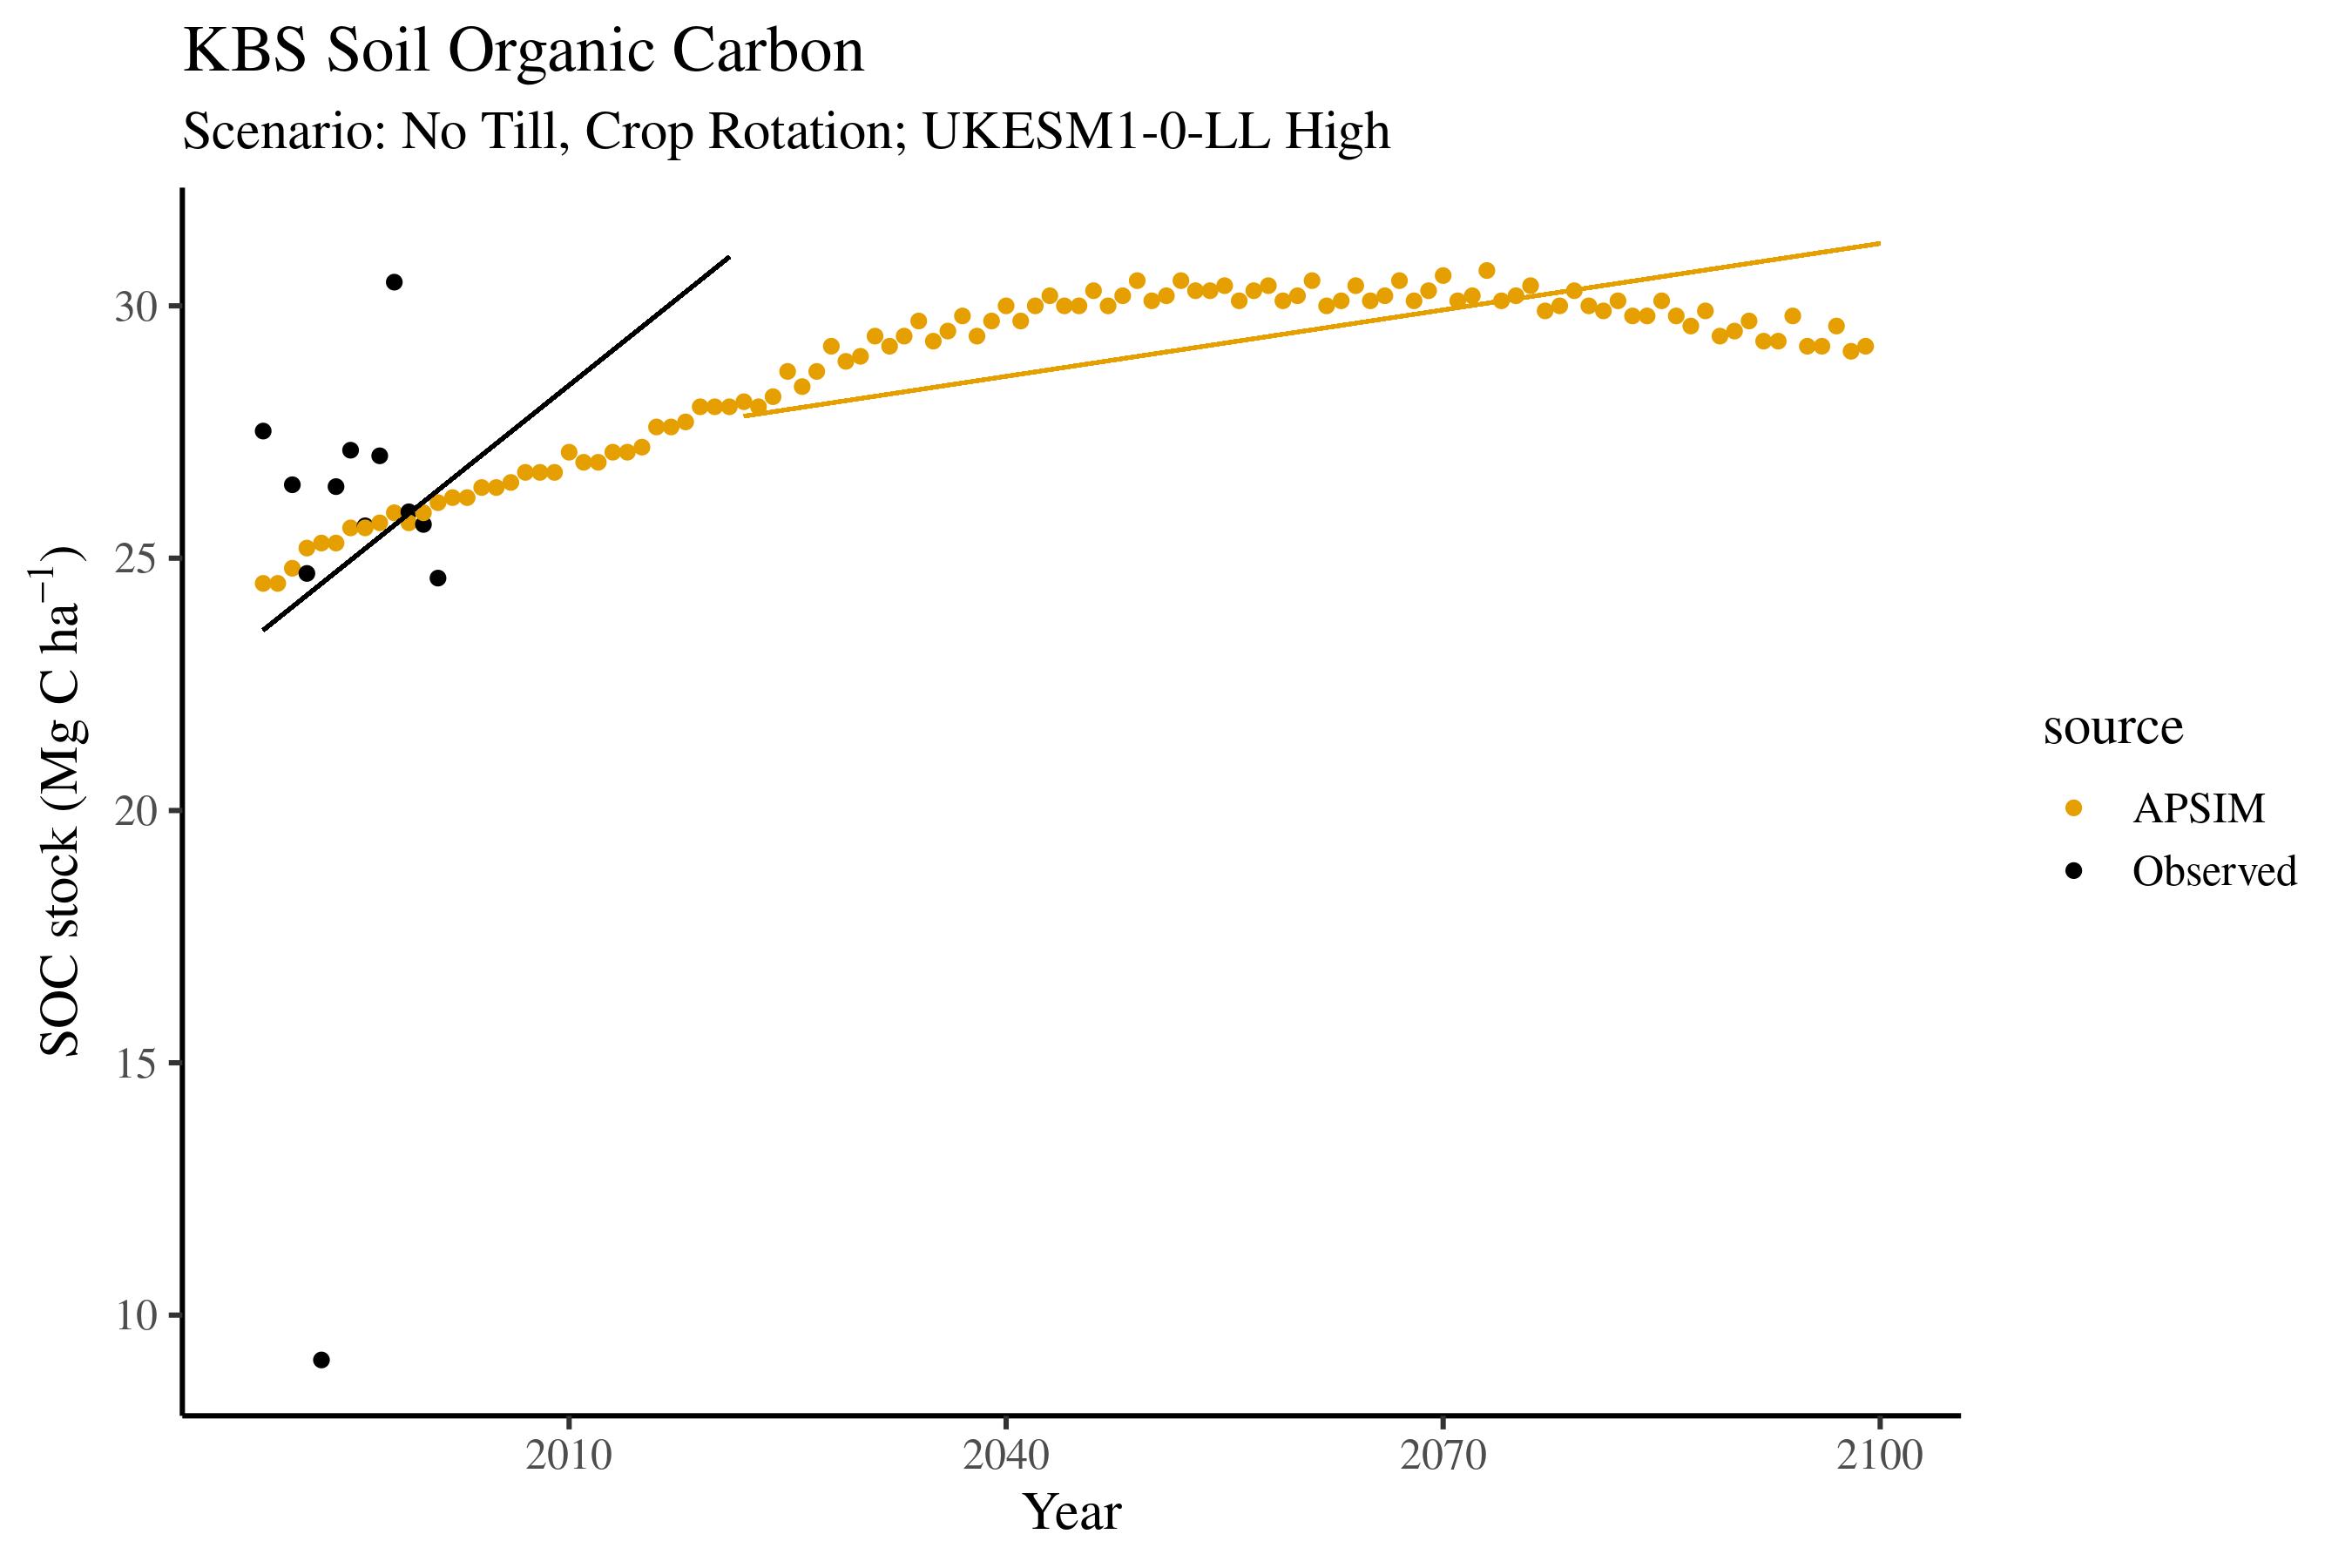 KBS Soil Organic Carbon
Scenario: No Till, Crop Rotation; UKESM1-0-LL High
SOC stock (Mg C ha⁻¹)
30
25
20
15
10
2010 2040 2070 2100
Year
source
APSIM
Observed